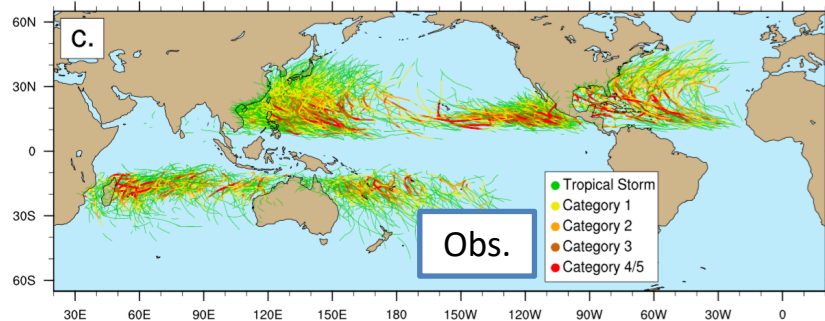 c.
65N
30N
0
30S
60S
Tropical Storm
Category 1
Category 2
Category 3
Category 4/5
Obs.
30E 60E 90E 120E 150E 180 150W 120W 90W 60W 30W 0